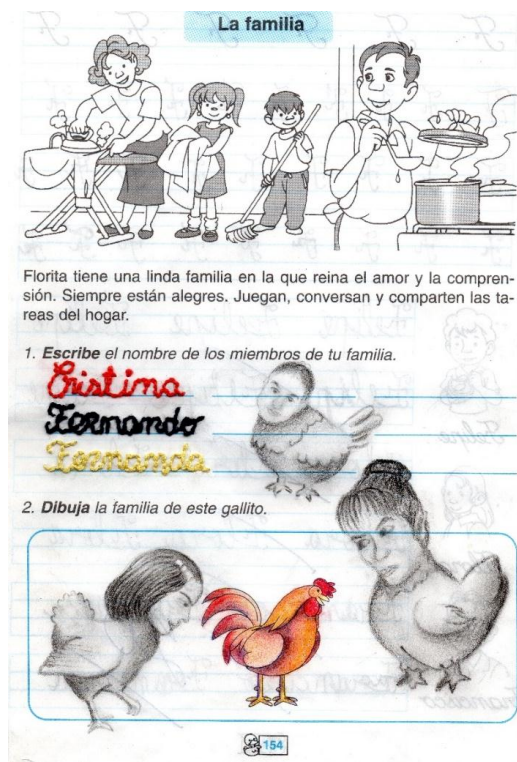 La familia
Florita tiene una linda familia en la que reina el amor y la compren-
sión. Siempre están alegres. Juegan, conversan y comparten las ta-
reas del hogar.
1. Escribe el nombre de los miembros de tu familia.
Cristina
Fernando
Fernanda
2. Dibuja la familia de este gallito.
154